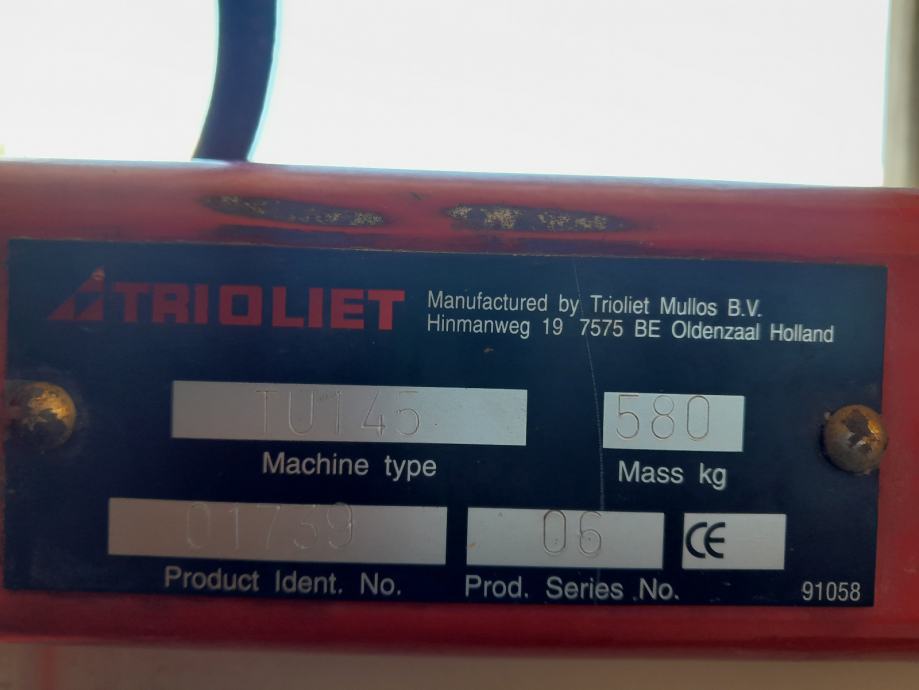 TRIOLIET
Manufactured by Trioliet Mullos B.V.
Hinmanweg 19 7575 BE Oldenzaal Holland
TU145
Machine type
580
Mass kg
01739
Product Ident. No.
06
Prod. Series No.
CE
91058